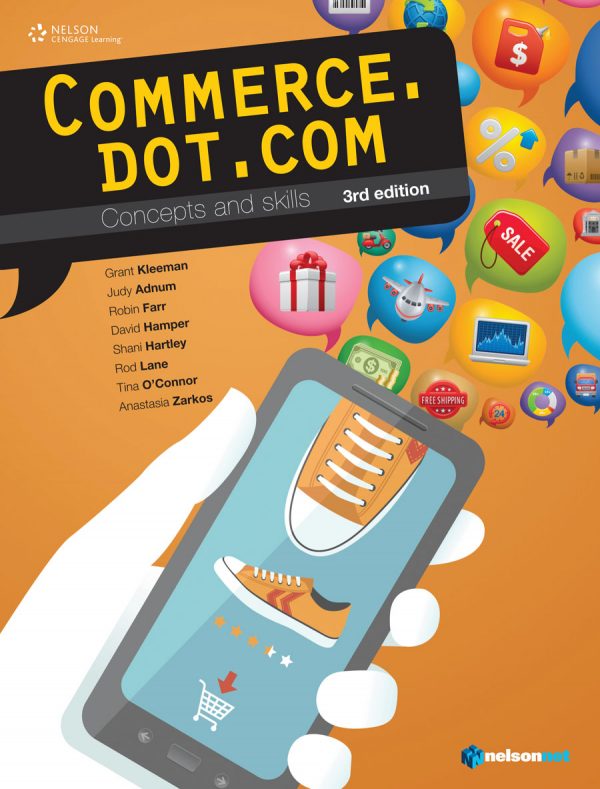 NELSON
CENGAGE Learning™
COMMERCE.
DOT.COM
Concepts and skills 3rd edition
Grant Kleeman
Judy Adnum
Robin Farr
David Hamper
Shani Hartley
Rod Lane
Tina O'Connor
Anastasia Zarkos
$
%
SALE
FREE SHIPPING
24
nelsonnet